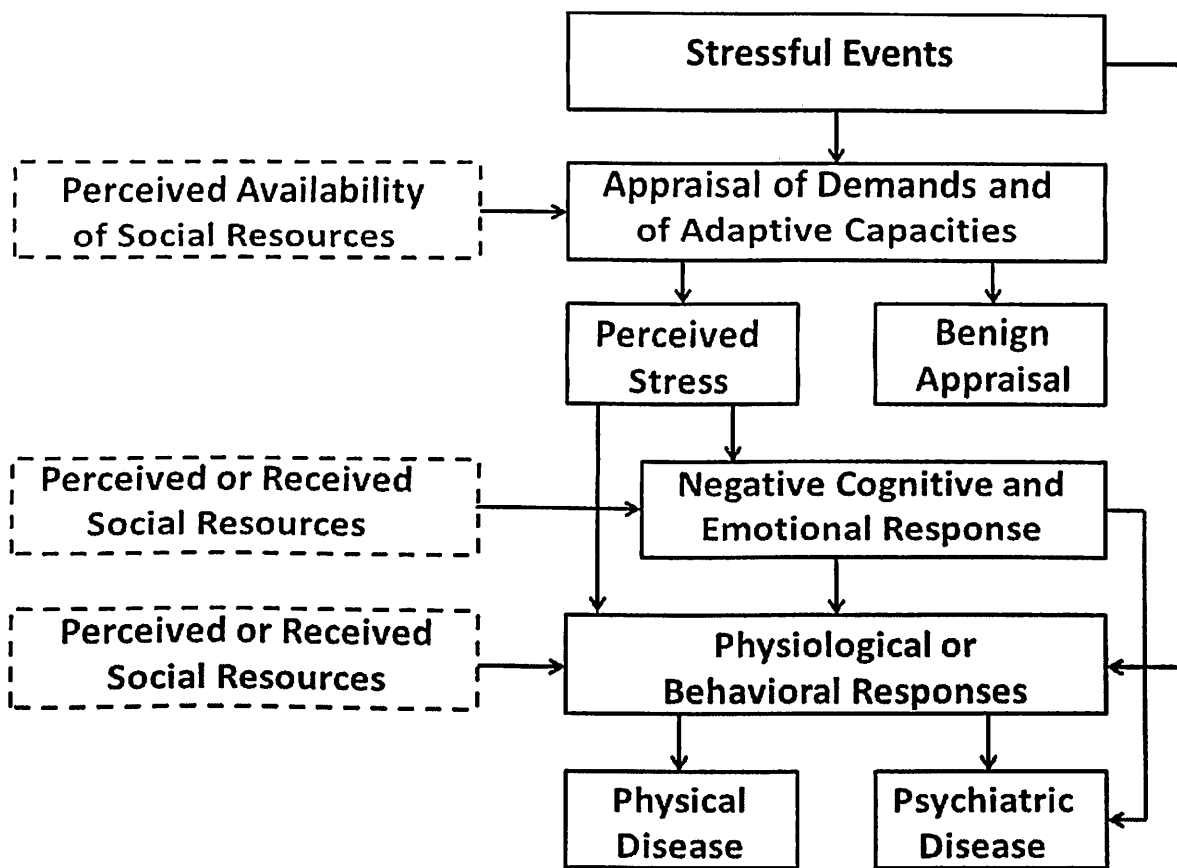 Stressful Events
Perceived Availability
of Social Resources
Appraisal of Demands and
of Adaptive Capacities
Perceived
Stress
Benign
Appraisal
Perceived or Received
Social Resources
Negative Cognitive and
Emotional Response
Perceived or Received
Social Resources
Physiological or
Behavioral Responses
Physical
Disease
Psychiatric
Disease